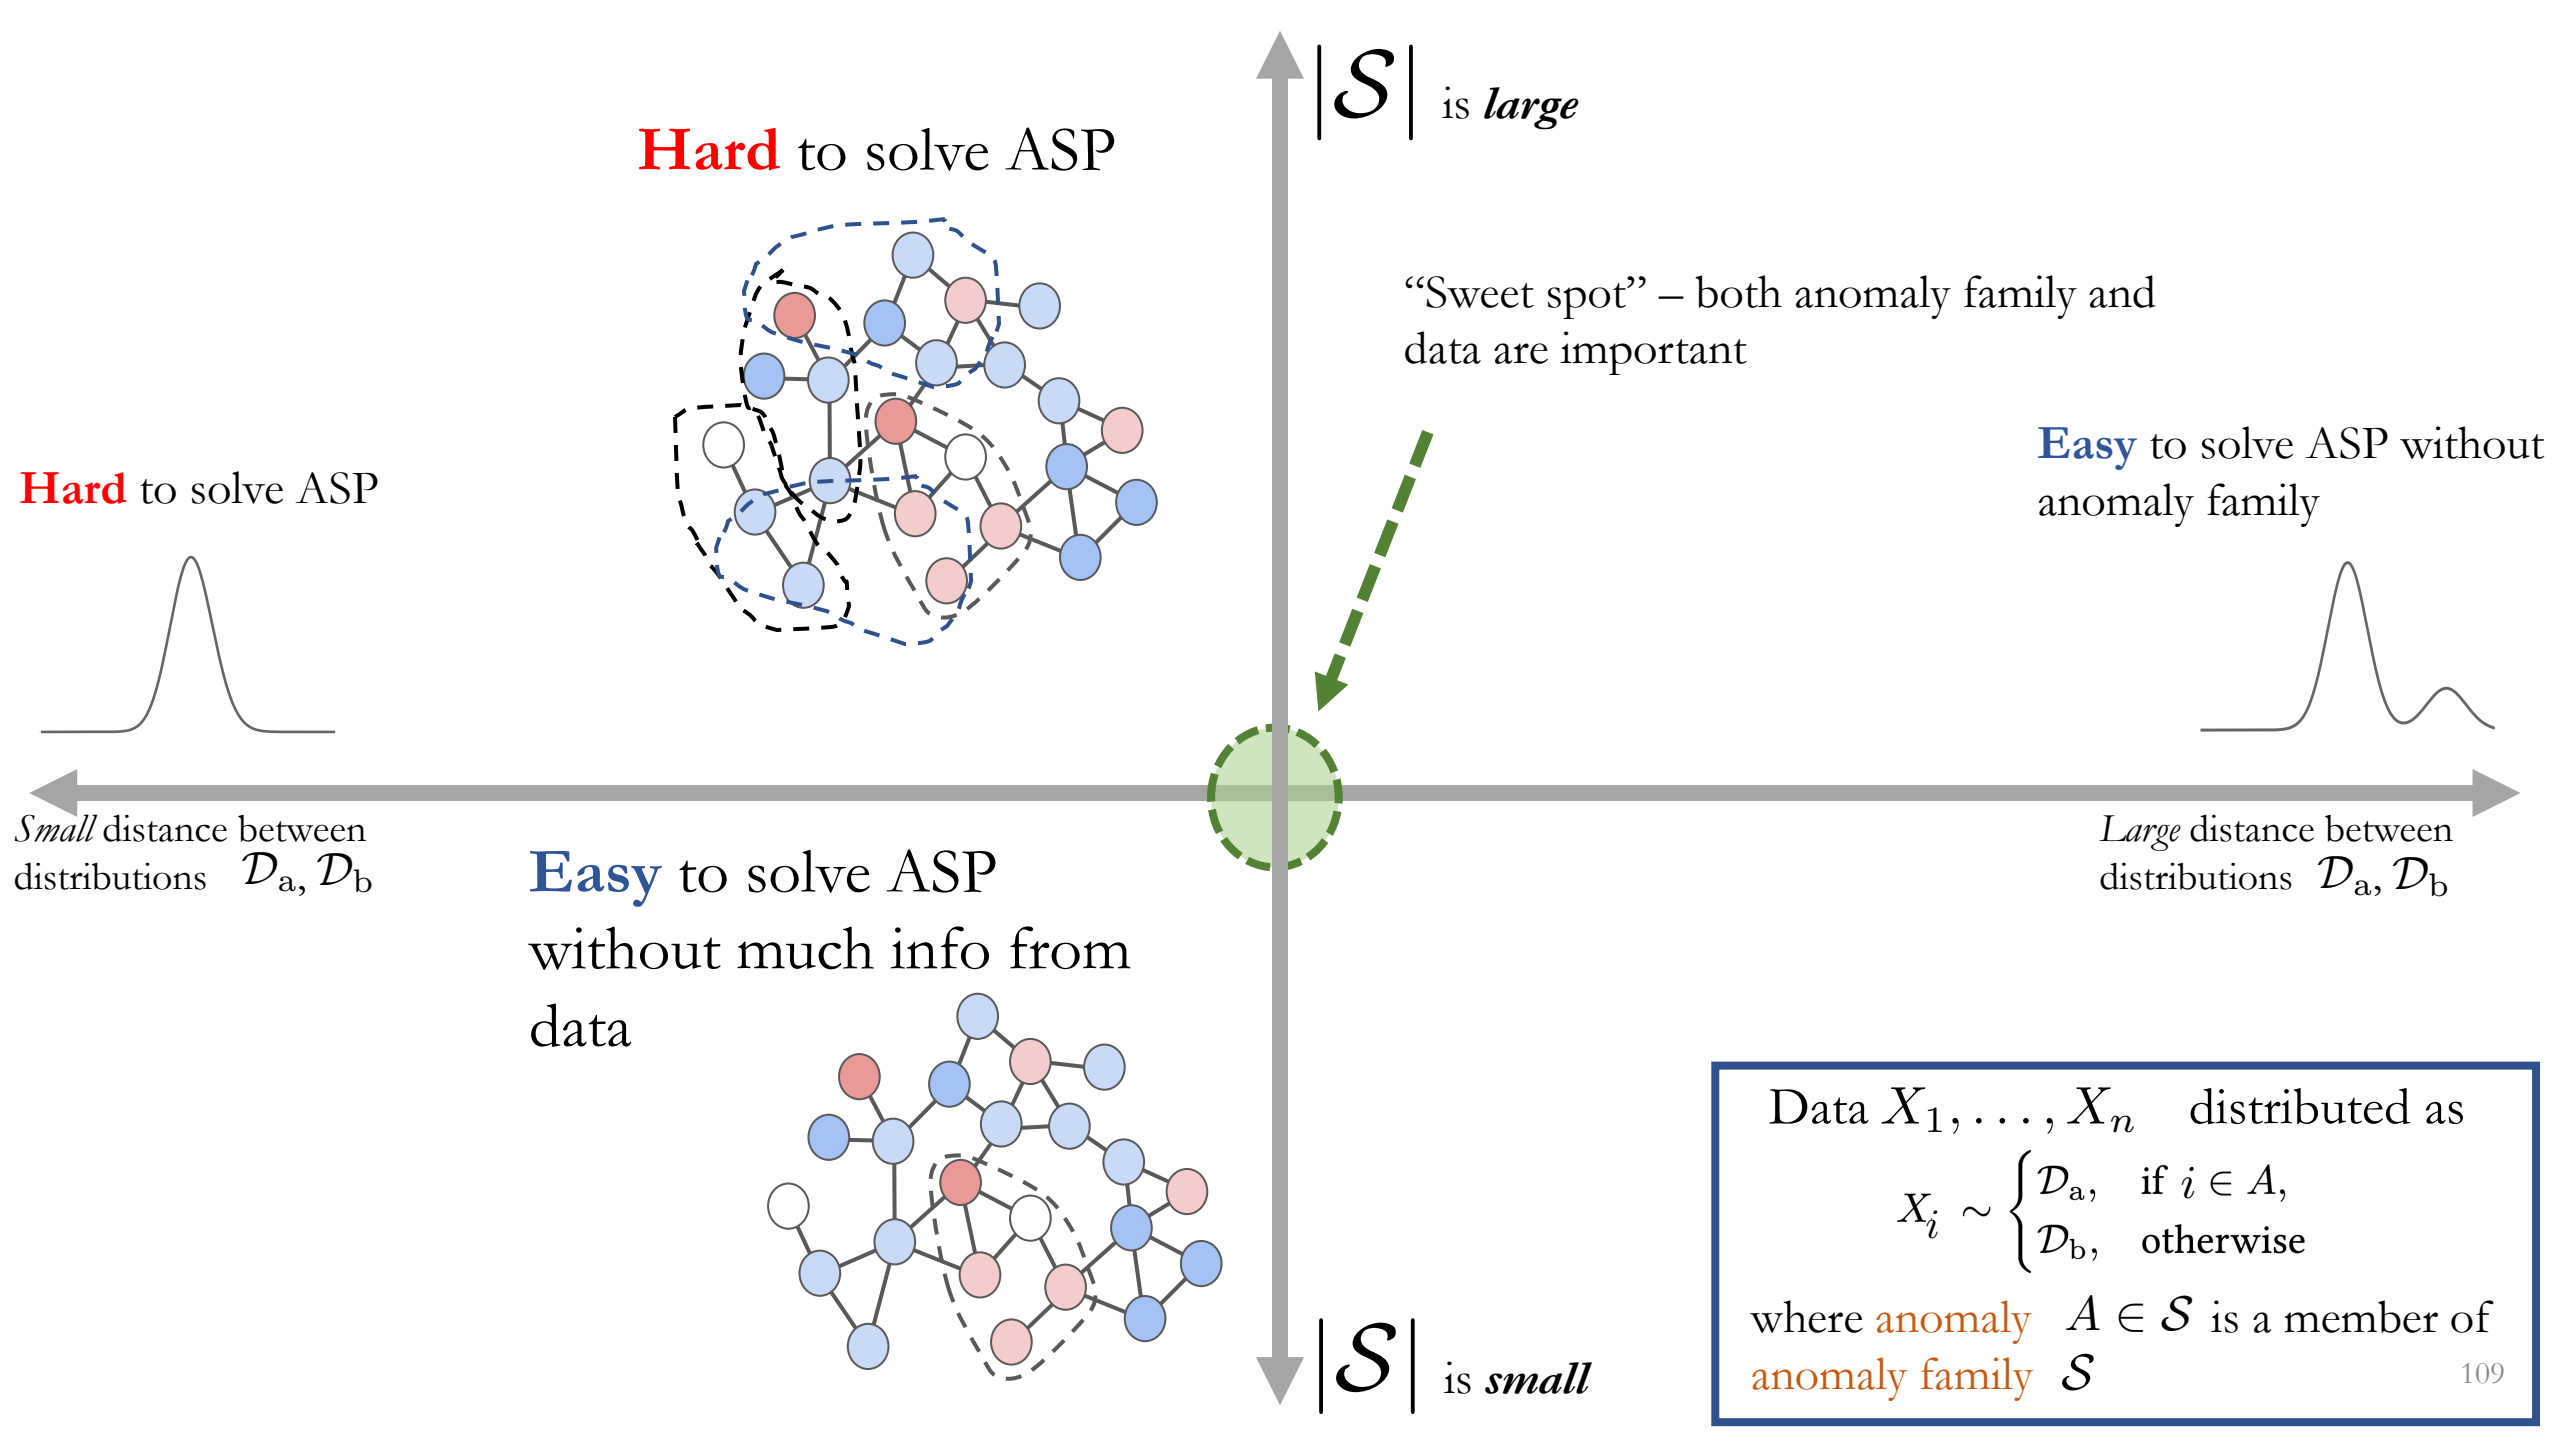 |𝒮| is large
Hard to solve ASP
“Sweet spot” – both anomaly family and
data are important
Hard to solve ASP
Easy to solve ASP without
anomaly family
Small distance between
distributions 𝒟a, 𝒟b
Large distance between
distributions 𝒟a, 𝒟b
Easy to solve ASP
without much info from
data
|𝒮| is small
Data X₁, . . . , Xₙ distributed as
Xᵢ ∼ { 𝒟a, if i ∈ A,
𝒟b, otherwise
where anomaly A ∈ 𝒮 is a member of
anomaly family 𝒮
109